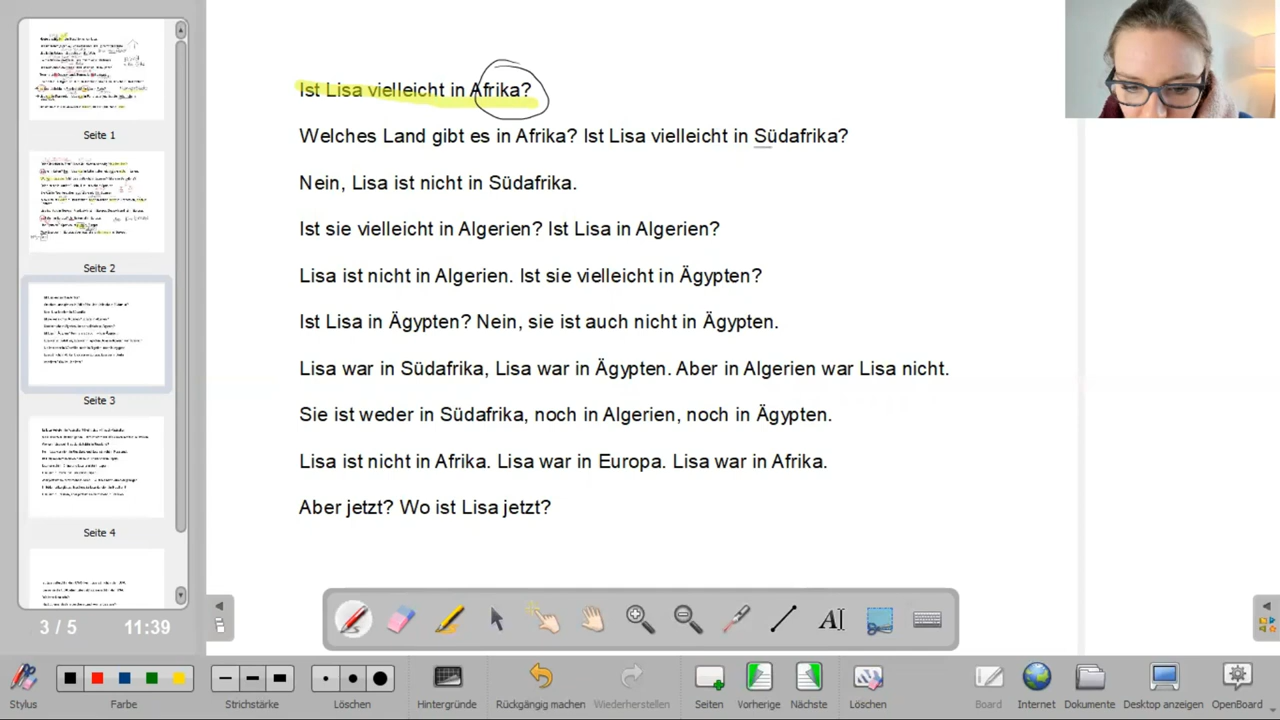 Ist Lisa vielleicht in Afrika?
Welches Land gibt es in Afrika? Ist Lisa vielleicht in Südafrika?
Nein, Lisa ist nicht in Südafrika.
Ist sie vielleicht in Algerien? Ist Lisa in Algerien?
Lisa ist nicht in Algerien. Ist sie vielleicht in Ägypten?
Ist Lisa in Ägypten? Nein, sie ist auch nicht in Ägypten.
Lisa war in Südafrika, Lisa war in Ägypten. Aber in Algerien war Lisa nicht.
Sie ist weder in Südafrika, noch in Algerien, noch in Ägypten.
Lisa ist nicht in Afrika. Lisa war in Europa. Lisa war in Afrika.
Aber jetzt? Wo ist Lisa jetzt?
Seite 1
Seite 2
Seite 3
Seite 4
3 / 5 11:39
AI
Stylus Farbe Strichstärke Löschen Hintergründe Rückgängig machen Wiederherstellen Seiten Vorherige Nächste Löschen Board Internet Dokumente Desktop anzeigen OpenBoard